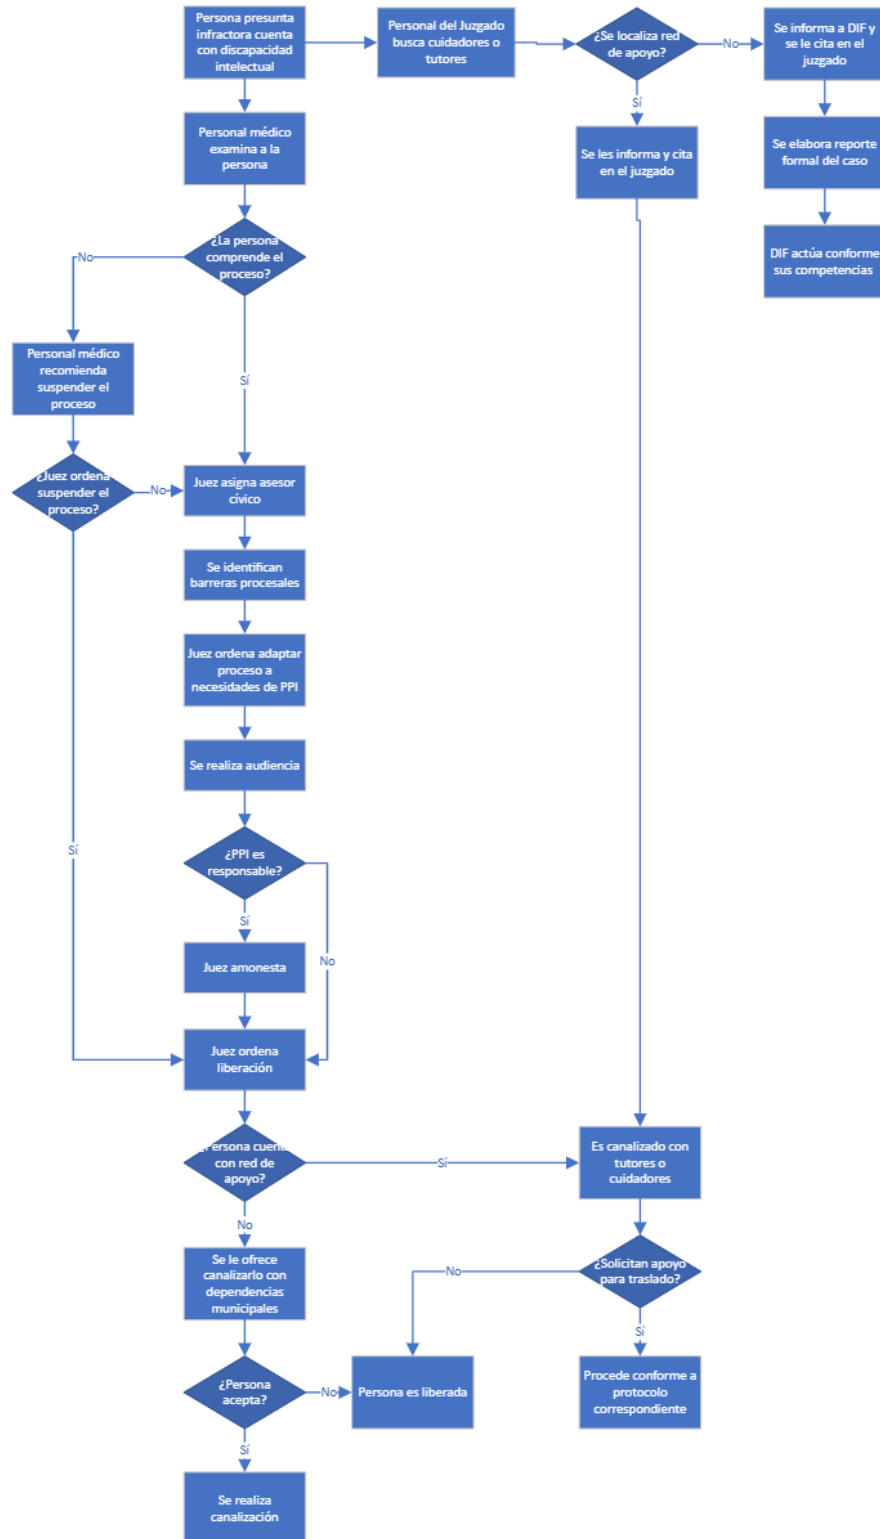 Persona presunta
infractora cuenta
con discapacidad
intelectual
Personal del Juzgado
busca cuidadores o
tutores
¿Se localiza red
de apoyo?
No
Se informa a DIF y
se le cita en el
juzgado
Sí
Personal médico
examina a la
persona
Se les informa y cita
en el juzgado
Se elabora reporte
formal del caso
DIF actúa conforme
sus competencias
¿La persona
comprende el
proceso?
No
Sí
Personal médico
recomienda
suspender el
proceso
¿Juez ordena
suspender el
proceso?
No
Sí
Juez asigna asesor
cívico
Se identifican
barreras procesales
Juez ordena adaptar
proceso a
necesidades de PPI
Se realiza audiencia
¿PPI es
responsable?
Sí
No
Juez amonesta
Juez ordena
liberación
¿Persona cuenta
con red de
apoyo?
Sí
No
Es canalizado con
tutores o
cuidadores
Se le ofrece
canalizarlo con
dependencias
municipales
¿Solicitan apoyo
para traslado?
No
Sí
¿Persona
acepta?
No
Sí
Persona es liberada
Procede conforme a
protocolo
correspondiente
Se realiza
canalización